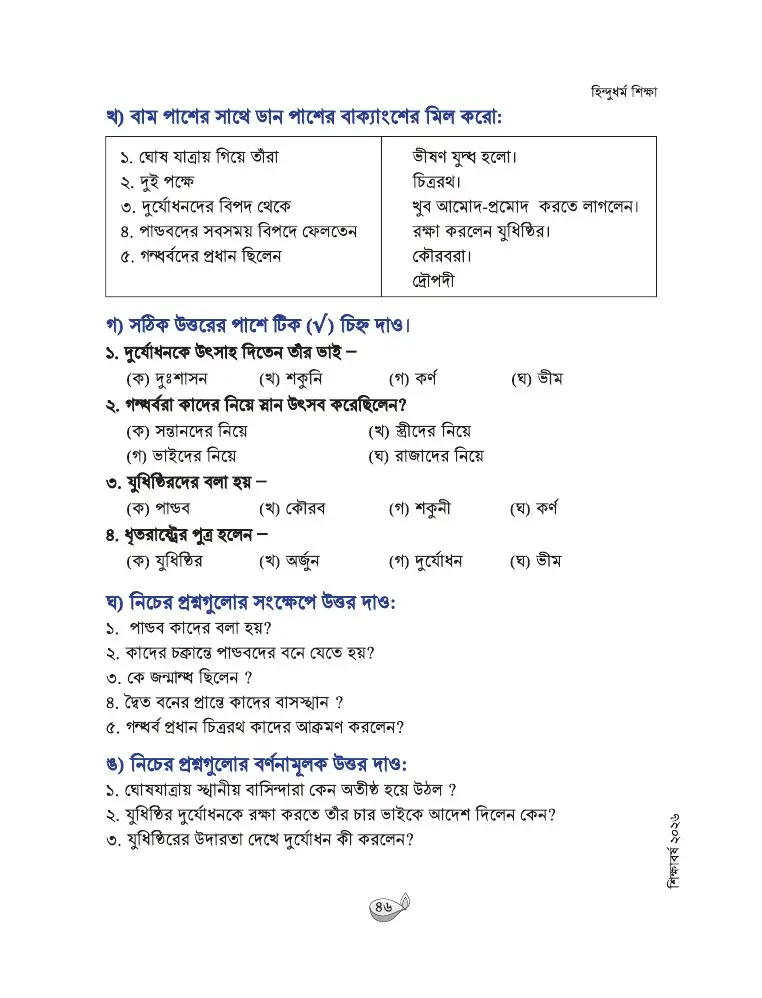 হিন্দুধর্ম শিক্ষা
খ) বাম পাশের সাথে ডান পাশের বাক্যাংশের মিল করো:
১. ঘোষ যাত্রায় গিয়ে তাঁরা
২. দুই পক্ষে
৩. দুর্যোধনদের বিপদ থেকে
৪. পান্ডবদের সবসময় বিপদে ফেলতেন
৫. গন্ধর্বদের প্রধান ছিলেন
ভীষণ যুদ্ধ হলো।
চিত্ররথ।
খুব আমোদ-প্রমোদ করতে লাগলেন।
রক্ষা করলেন যুধিষ্ঠির।
কৌরবরা।
দ্রৌপদী
গ) সঠিক উত্তরের পাশে টিক (√) চিহ্ন দাও।
১. দুর্যোধনকে উৎসাহ দিতেন তাঁর ভাই –
(ক) দুঃশাসন (খ) শকুনি (গ) কর্ণ (ঘ) ভীম
২. গন্ধর্বরা কাদের নিয়ে স্নান উৎসব করেছিলেন?
(ক) সন্তানদের নিয়ে (খ) স্ত্রীদের নিয়ে
(গ) ভাইদের নিয়ে (ঘ) রাজাদের নিয়ে
৩. যুধিষ্ঠিরদের বলা হয় –
(ক) পান্ডব (খ) কৌরব (গ) শকুনী (ঘ) কর্ণ
৪. ধৃতরাষ্ট্রের পুত্র হলেন –
(ক) যুধিষ্ঠির (খ) অর্জুন (গ) দুর্যোধন (ঘ) ভীম
ঘ) নিচের প্রশ্নগুলোর সংক্ষেপে উত্তর দাও:
১. পান্ডব কাদের বলা হয়?
২. কাদের চক্রান্তে পান্ডবদের বনে যেতে হয়?
৩. কে জন্মান্ধ ছিলেন ?
৪. দ্বৈত বনের প্রান্তে কাদের বাসস্থান ?
৫. গন্ধর্ব প্রধান চিত্ররথ কাদের আক্রমণ করলেন?
ঙ) নিচের প্রশ্নগুলোর বর্ণনামূলক উত্তর দাও:
১. ঘোষযাত্রায় স্থানীয় বাসিন্দারা কেন অতীষ্ঠ হয়ে উঠল ?
২. যুধিষ্ঠির দুর্যোধনকে রক্ষা করতে তাঁর চার ভাইকে আদেশ দিলেন কেন?
৩. যুধিষ্ঠিরের উদারতা দেখে দুর্যোধন কী করলেন?
শিক্ষাবর্ষ ২০২৬
৪৬